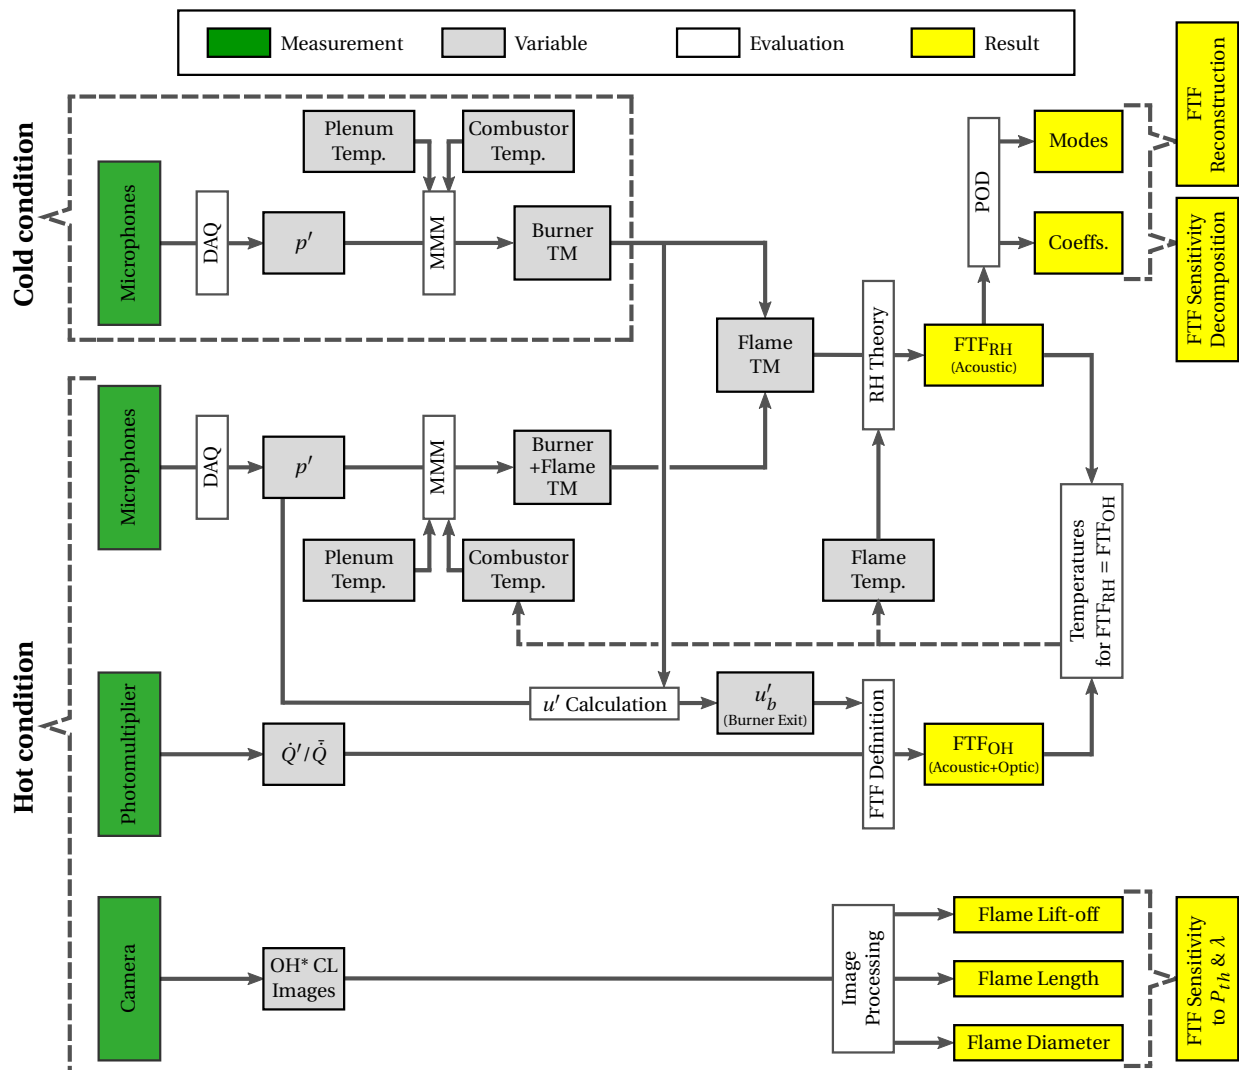 Measurement
Variable
Evaluation
Result
Cold condition
Microphones
DAQ
p′
Plenum
Temp.
Combustor
Temp.
MMM
Burner
TM
POD
Modes
Coeffs.
FTF
Reconstruction
FTF Sensitivity
Decomposition
Flame
TM
RH Theory
FTF_RH
(Acoustic)
Hot condition
Microphones
DAQ
p′
MMM
Burner
+Flame
TM
Plenum
Temp.
Combustor
Temp.
Flame
Temp.
Temperatures
for FTF_RH = FTF_OH
Photomultiplier
Q̇′/Q̇̄
u′ Calculation
u′_b
(Burner Exit)
FTF Definition
FTF_OH
(Acoustic+Optic)
Camera
OH* CL
Images
Image
Processing
Flame Lift-off
Flame Length
Flame Diameter
FTF Sensitivity
to P_th & λ